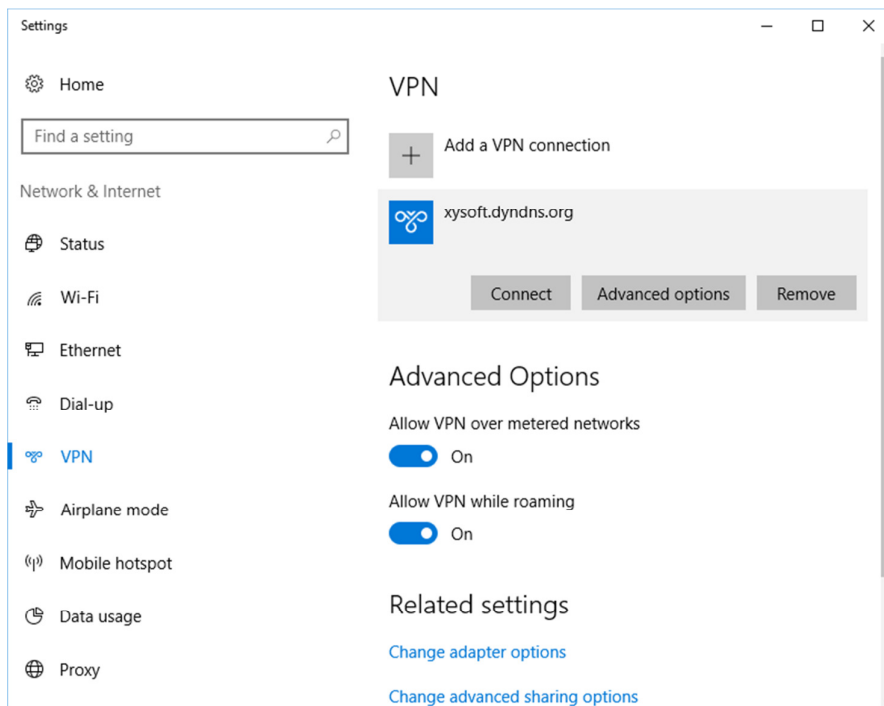 Settings
Home
Find a setting
Network & Internet
Status
Wi-Fi
Ethernet
Dial-up
VPN
Airplane mode
Mobile hotspot
Data usage
Proxy
VPN
Add a VPN connection
xysoft.dyndns.org
Connect Advanced options Remove
Advanced Options
Allow VPN over metered networks
On
Allow VPN while roaming
On
Related settings
Change adapter options
Change advanced sharing options